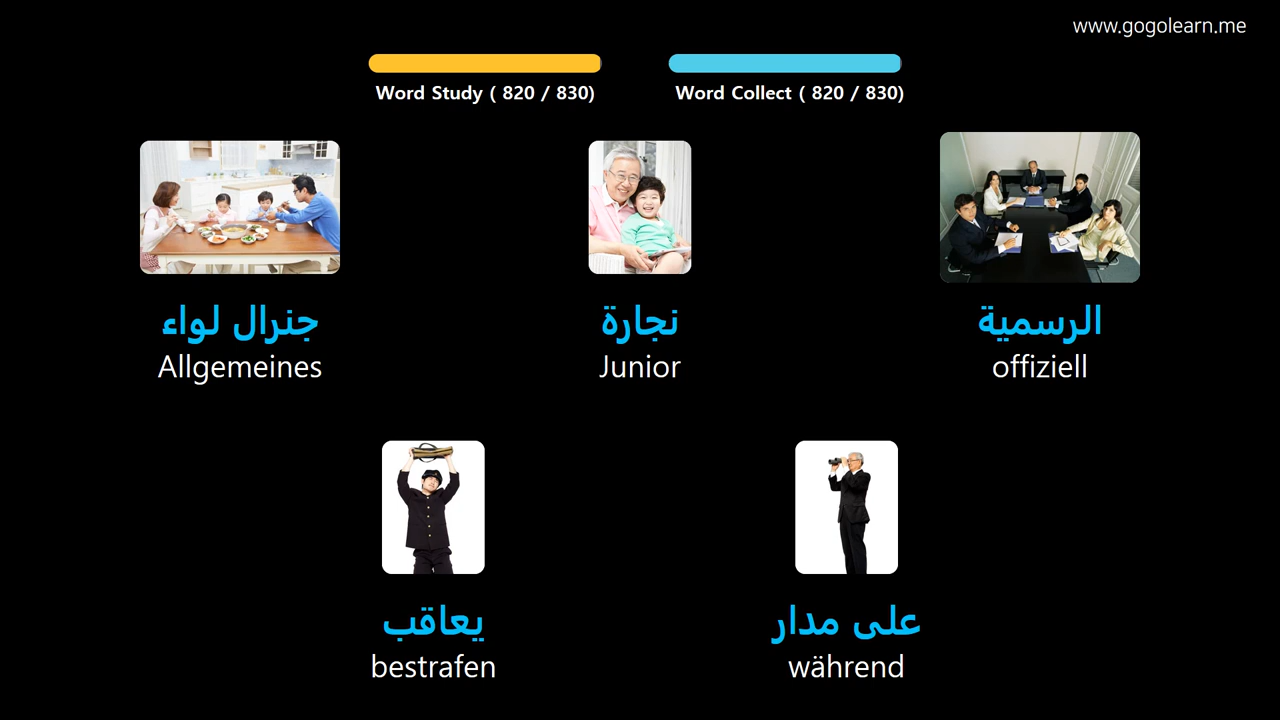 www.gogolearn.me
Word Study ( 820 / 830)
Word Collect ( 820 / 830)
جنرال لواء
Allgemeines
نجارة
Junior
الرسمية
offiziell
يعاقب
bestrafen
على مدار
während